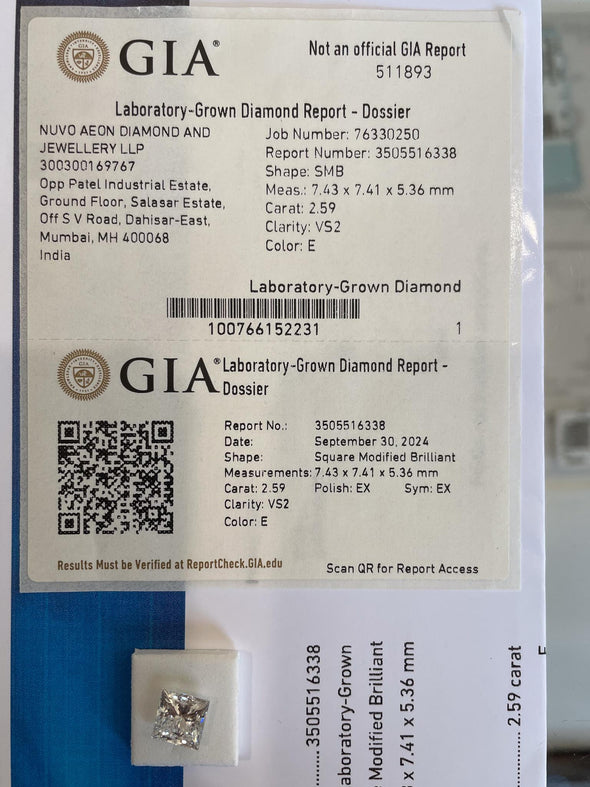 GIA®
Not an official GIA Report
511893
Laboratory-Grown Diamond Report - Dossier
NUVO AEON DIAMOND AND
JEWELLERY LLP
300300169767
Opp Patel Industrial Estate,
Ground Floor, Salasar Estate,
Off S V Road, Dahisar-East,
Mumbai, MH 400068
India
Job Number: 76330250
Report Number: 3505516338
Shape: SMB
Meas.: 7.43 x 7.41 x 5.36 mm
Carat: 2.59
Clarity: VS2
Color: E
Laboratory-Grown Diamond
100766152231
1
GIA®
Laboratory-Grown Diamond Report -
Dossier
Report No.: 3505516338
Date: September 30, 2024
Shape: Square Modified Brilliant
Measurements: 7.43 x 7.41 x 5.36 mm
Carat: 2.59 Polish: EX Sym: EX
Clarity: VS2
Color: E
Results Must be Verified at ReportCheck.GIA.edu
Scan QR for Report Access
3505516338
aboratory-Grown
Modified Brilliant
x 7.41 x 5.36 mm
2.59 carat